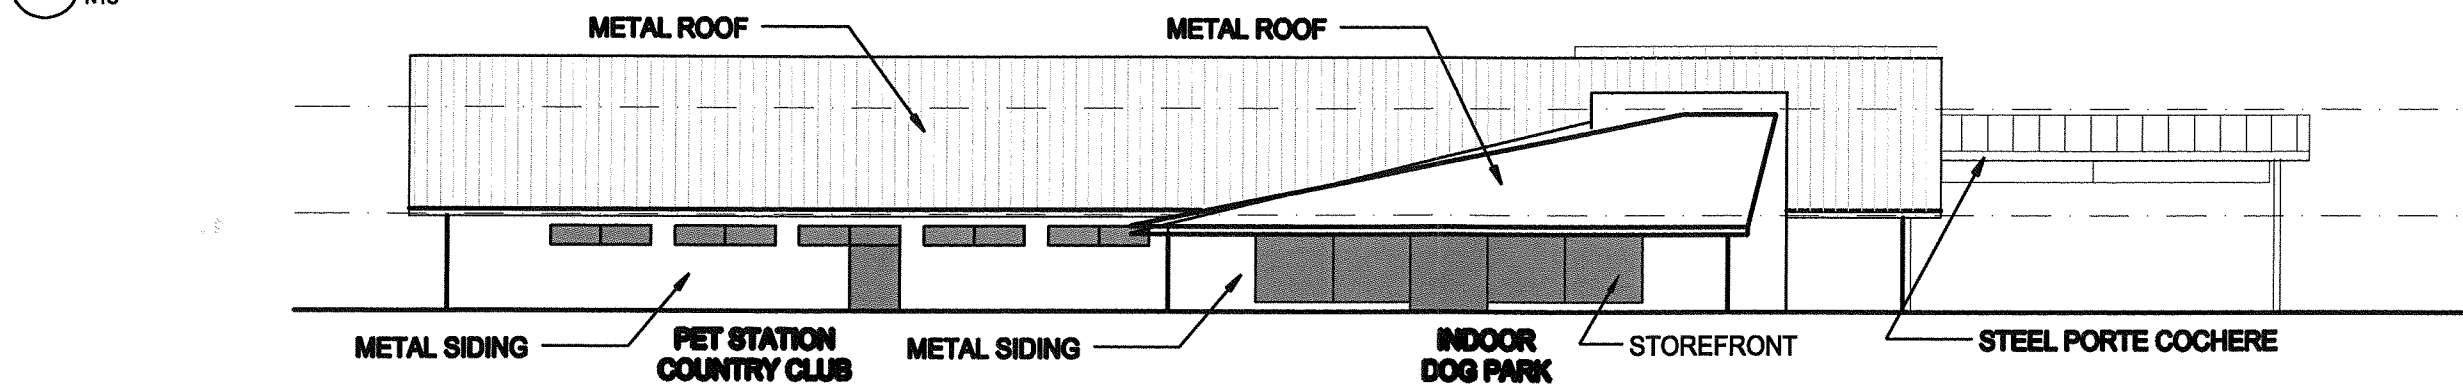 METAL ROOF
METAL ROOF
METAL SIDING
PET STATION
COUNTRY CLUB
METAL SIDING
INDOOR
DOG PARK
STOREFRONT
STEEL PORTE COCHERE